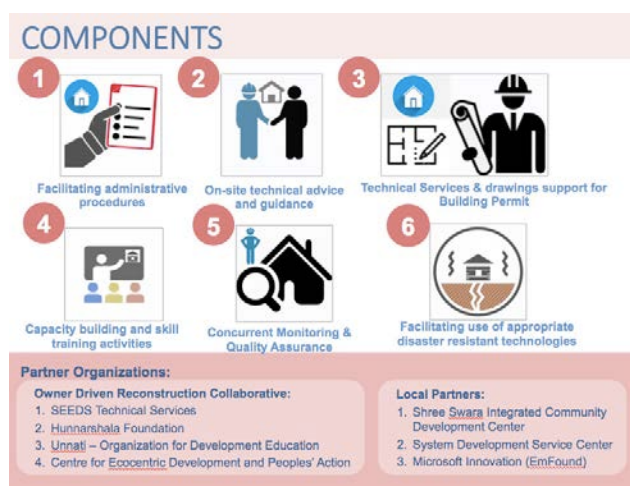 COMPONENTS
1
2
3
Facilitating administrative
procedures
On-site technical advice
and guidance
Technical Services & drawings support for
Building Permit
4
5
6
Capacity building and skill
training activities
Concurrent Monitoring &
Quality Assurance
Facilitating use of appropriate
disaster resistant technologies
Partner Organizations:
Owner Driven Reconstruction Collaborative:
1. SEEDS Technical Services
2. Hunnarshala Foundation
3. Unnati – Organization for Development Education
4. Centre for Ecocentric Development and Peoples' Action
Local Partners:
1. Shree Swara Integrated Community
Development Center
2. System Development Service Center
3. Microsoft Innovation (EmFound)